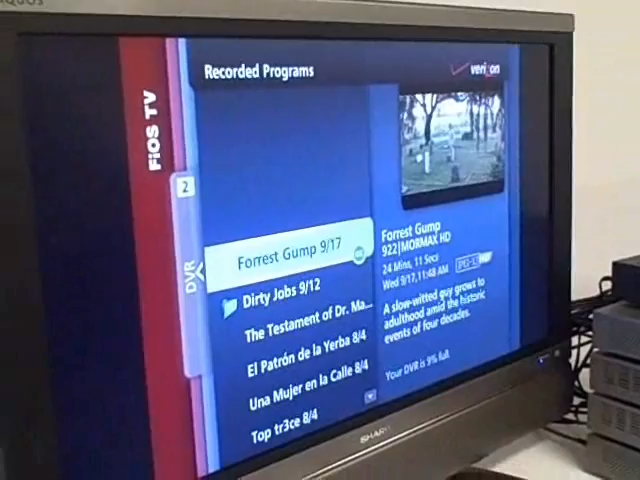 Recorded Programs
verizon
FiOS TV
2
DVR
Forrest Gump 9/17
Dirty Jobs 9/12
The Testament of Dr. Ma...
El Patrón de la Yerba 8/4
Una Mujer en la Calle 8/4
Top tr3ce 8/4
Forrest Gump
922|MORMAX HD
24 Mins, 11 Secs
Wed 9/17, 11:48 AM
A slow-witted guy grows to
adulthood amid the historic
events of four decades.
Your DVR is 9% full.
SHARP